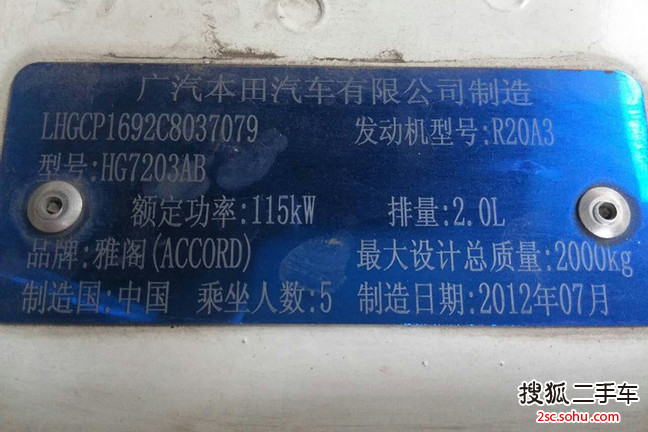 广汽本田汽车有限公司制造
LHGCP1692C8037079 发动机型号:R20A3
型号:HG7203AB
额定功率:115kW 排量:2.0L
品牌:雅阁(ACCORD) 最大设计总质量:2000kg
制造国:中国 乘坐人数:5 制造日期:2012年07月
搜狐二手车
2sc.sohu.com